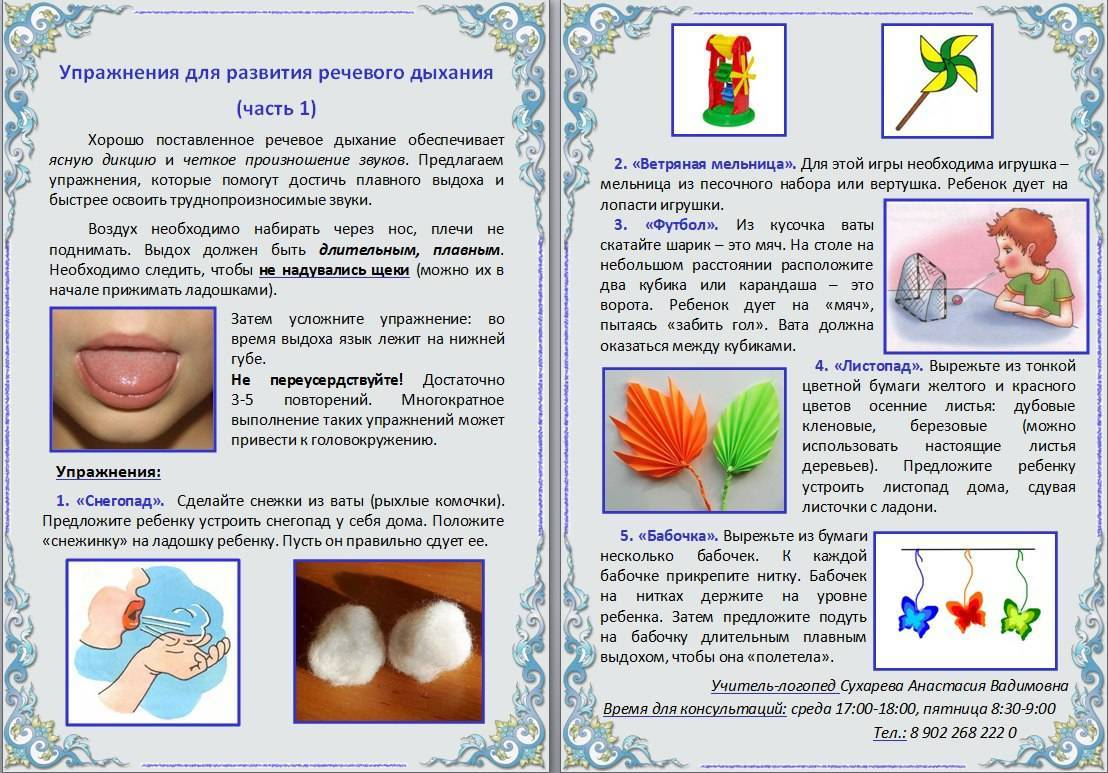 Упражнения для развития речевого дыхания
(часть 1)
Хорошо поставленное речевое дыхание обеспечивает
ясную дикцию и четкое произношение звуков. Предлагаем
упражнения, которые помогут достичь плавного выдоха и
быстрее освоить труднопроизносимые звуки.
Воздух необходимо набирать через нос, плечи не
поднимать. Выдох должен быть длительным, плавным.
Необходимо следить, чтобы не надувались щеки (можно их в
начале прижимать ладошками).
Затем усложните упражнение: во
время выдоха язык лежит на нижней
губе.
Не переусердствуйте! Достаточно
3-5 повторений. Многократное
выполнение таких упражнений может
привести к головокружению.
Упражнения:
1. «Снегопад». Сделайте снежки из ваты (рыхлые комочки).
Предложите ребенку устроить снегопад у себя дома. Положите
«снежинку» на ладошку ребенку. Пусть он правильно сдует ее.
2. «Ветряная мельница». Для этой игры необходима игрушка –
мельница из песочного набора или вертушка. Ребенок дует на
лопасти игрушки.
3. «Футбол». Из кусочка ваты
скатайте шарик – это мяч. На столе на
небольшом расстоянии расположите
два кубика или карандаша – это
ворота. Ребенок дует на «мяч»,
пытаясь «забить гол». Вата должна
оказаться между кубиками.
4. «Листопад». Вырежьте из тонкой
цветной бумаги желтого и красного
цветов осенние листья: дубовые
кленовые, березовые (можно
использовать настоящие листья
деревьев). Предложите ребенку
устроить листопад дома, сдувая
листочки с ладони.
5. «Бабочка». Вырежьте из бумаги
несколько бабочек. К каждой
бабочке прикрепите нитку. Бабочек
на нитках держите на уровне
ребенка. Затем предложите подуть
на бабочку длительным плавным
выдохом, чтобы она «полетела».
Учитель-логопед Сухарева Анастасия Вадимовна
Время для консультаций: среда 17:00-18:00, пятница 8:30-9:00
Тел.: 8 902 268 222 0